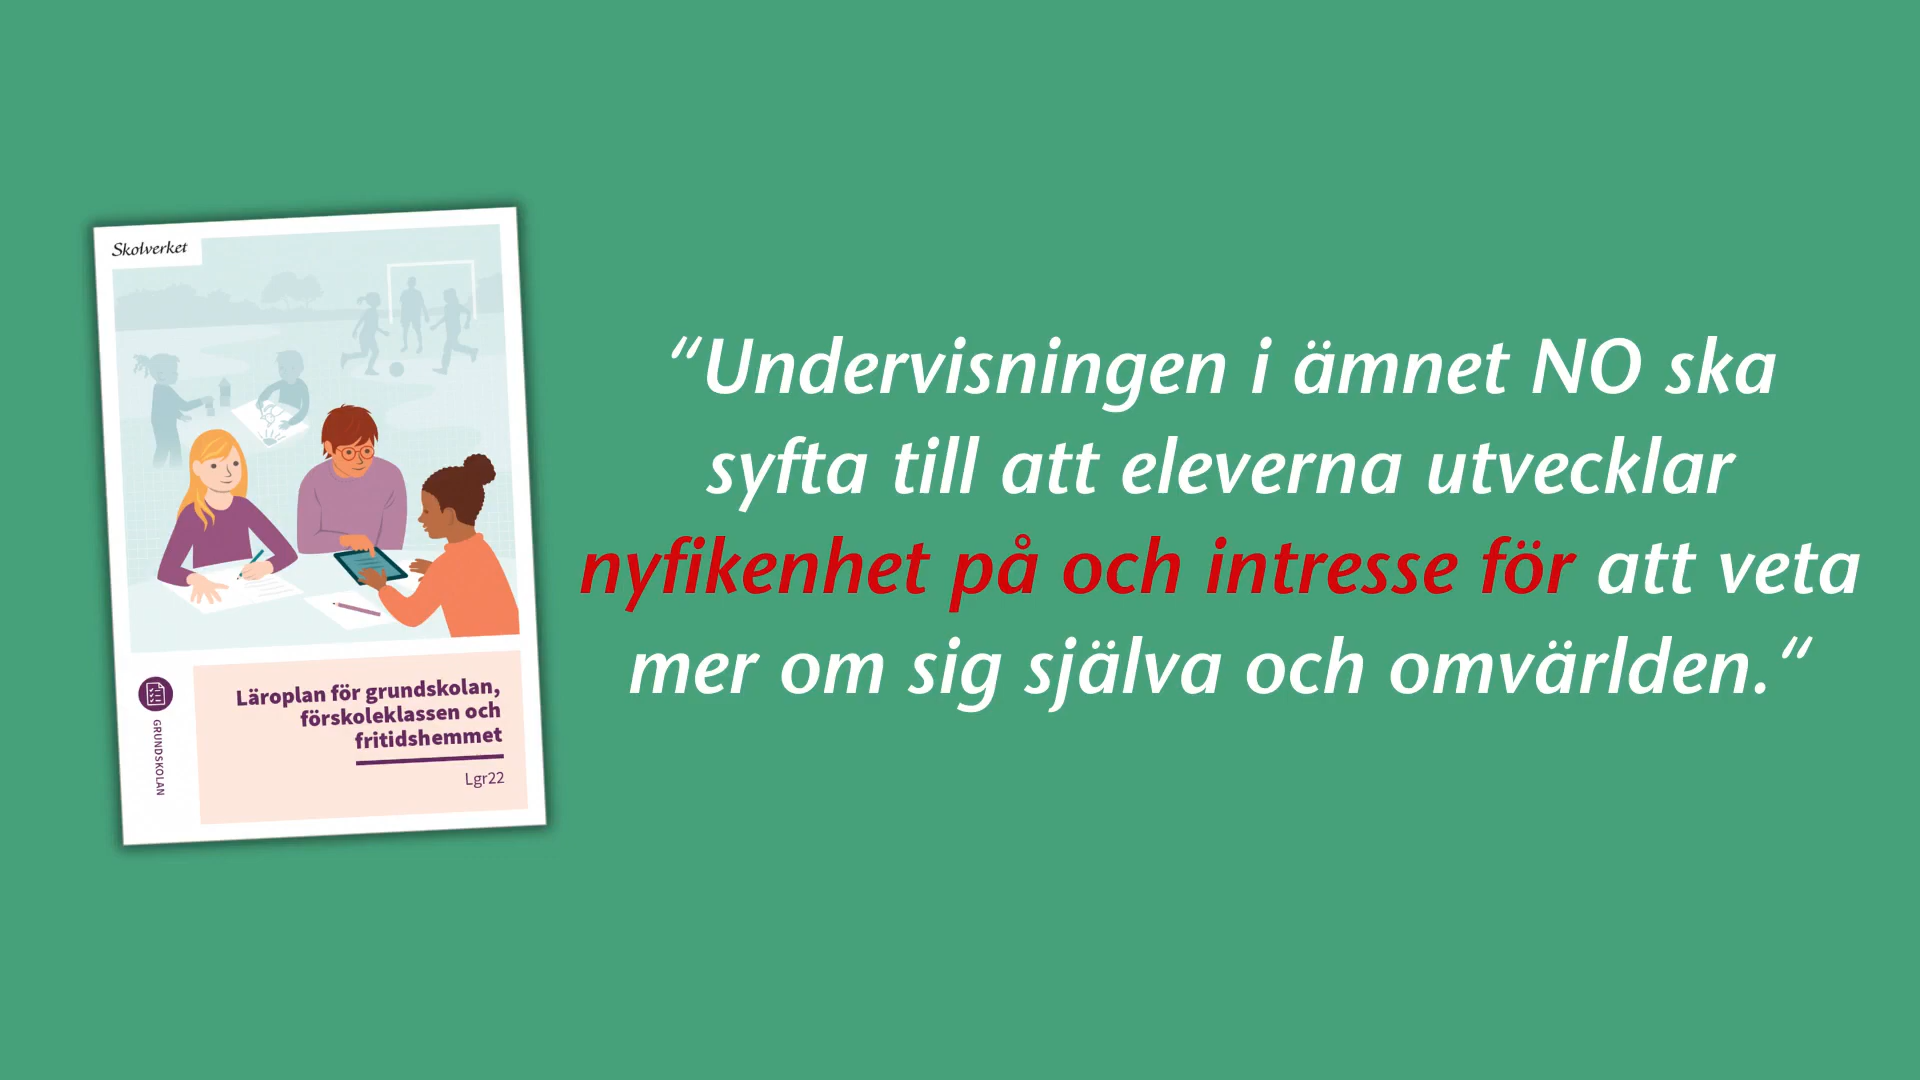 Skolverket
Läroplan för grundskolan,
förskoleklassen och
fritidshemmet
Lgr22
GRUNDSKOLAN
“Undervisningen i ämnet NO ska
syfta till att eleverna utvecklar
nyfikenhet på och intresse för att veta
mer om sig själva och omvärlden.“